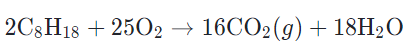 2C₈H₁₈ + 25O₂ → 16CO₂(g) + 18H₂O